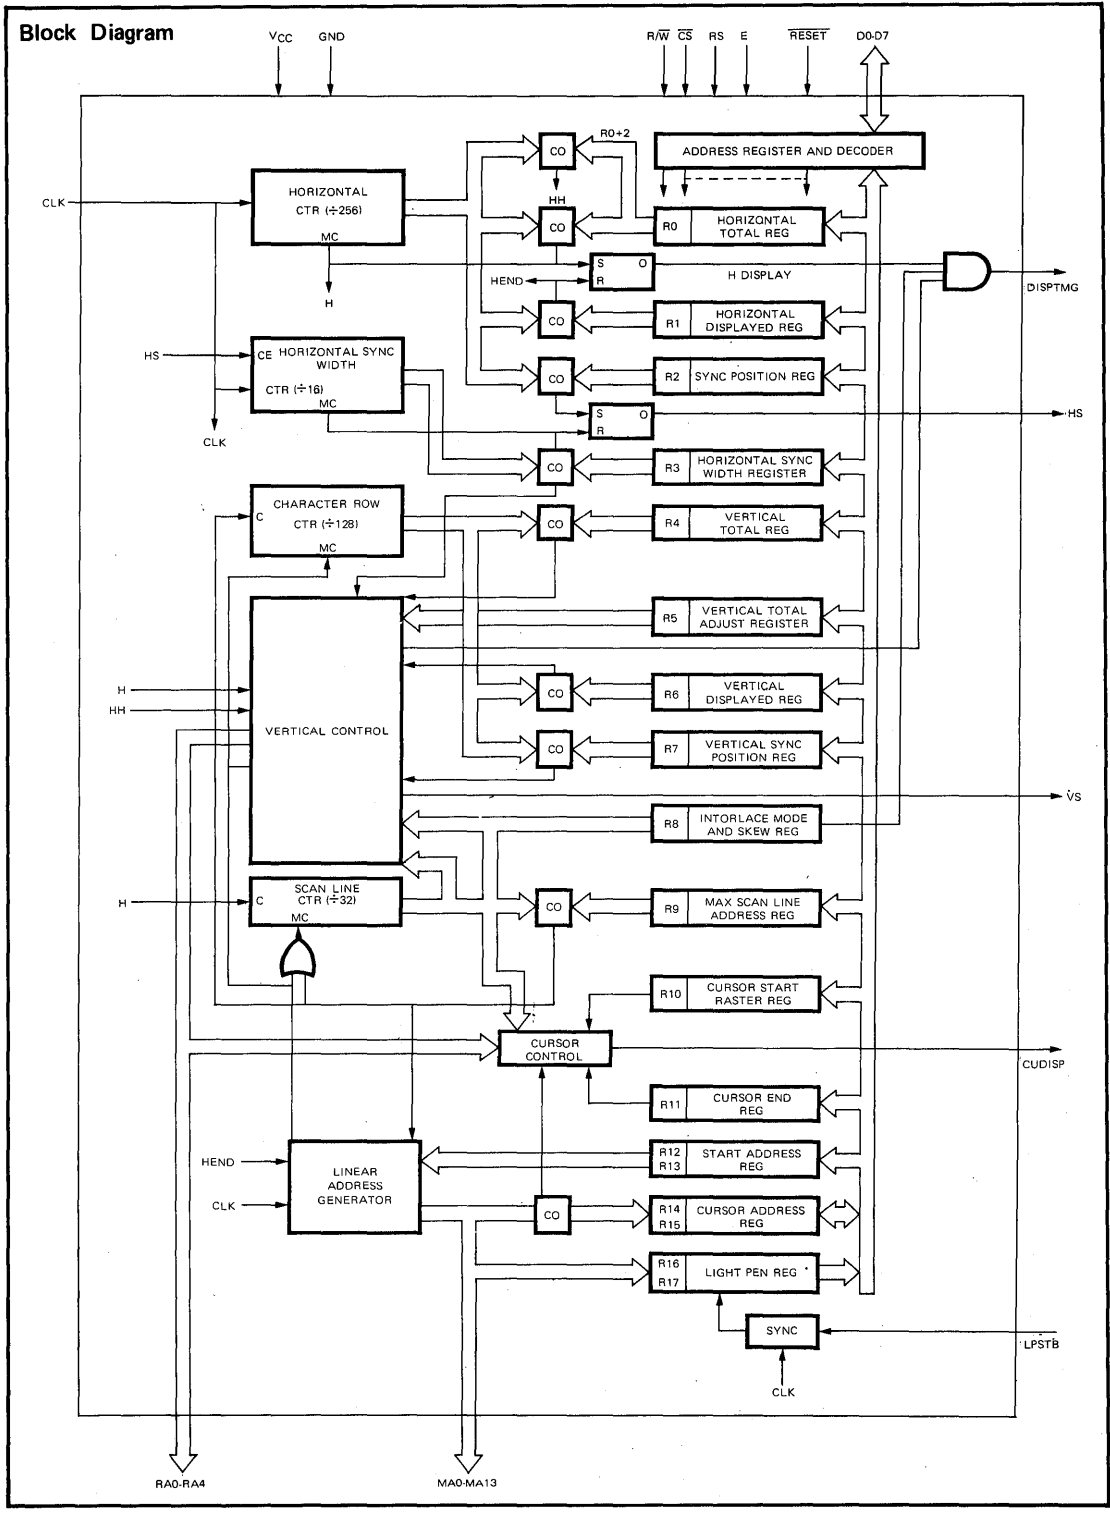 Block Diagram
VCC GND R/W CS RS E RESET D0-D7
CO R0+2 ADDRESS REGISTER AND DECODER
HH
CLK HORIZONTAL
CTR (÷256)
MC
CO R0 HORIZONTAL
TOTAL REG
H
S O
R
HEND
H DISPLAY
DISPTMG
CO R1 HORIZONTAL
DISPLAYED REG
HS CE HORIZONTAL SYNC
WIDTH
CTR (÷16)
MC
CLK
CO R2 SYNC POSITION REG
S O
R
HS
CO R3 HORIZONTAL SYNC
WIDTH REGISTER
C CHARACTER ROW
CTR (÷128)
MC
CO R4 VERTICAL
TOTAL REG
R5 VERTICAL TOTAL
ADJUST REGISTER
H
HH
VERTICAL CONTROL
CO R6 VERTICAL
DISPLAYED REG
CO R7 VERTICAL SYNC
POSITION REG
VS
R8 INTORLACE MODE
AND SKEW REG
H C SCAN LINE
CTR (÷32)
MC
CO R9 MAX SCAN LINE
ADDRESS REG
R10 CURSOR START
RASTER REG
CURSOR
CONTROL
CUDISP
R11 CURSOR END
REG
HEND
CLK
LINEAR
ADDRESS
GENERATOR
R12
R13
START ADDRESS
REG
CO
R14
R15
CURSOR ADDRESS
REG
R16
R17
LIGHT PEN REG
SYNC
LPSTB
CLK
RA0-RA4 MA0-MA13